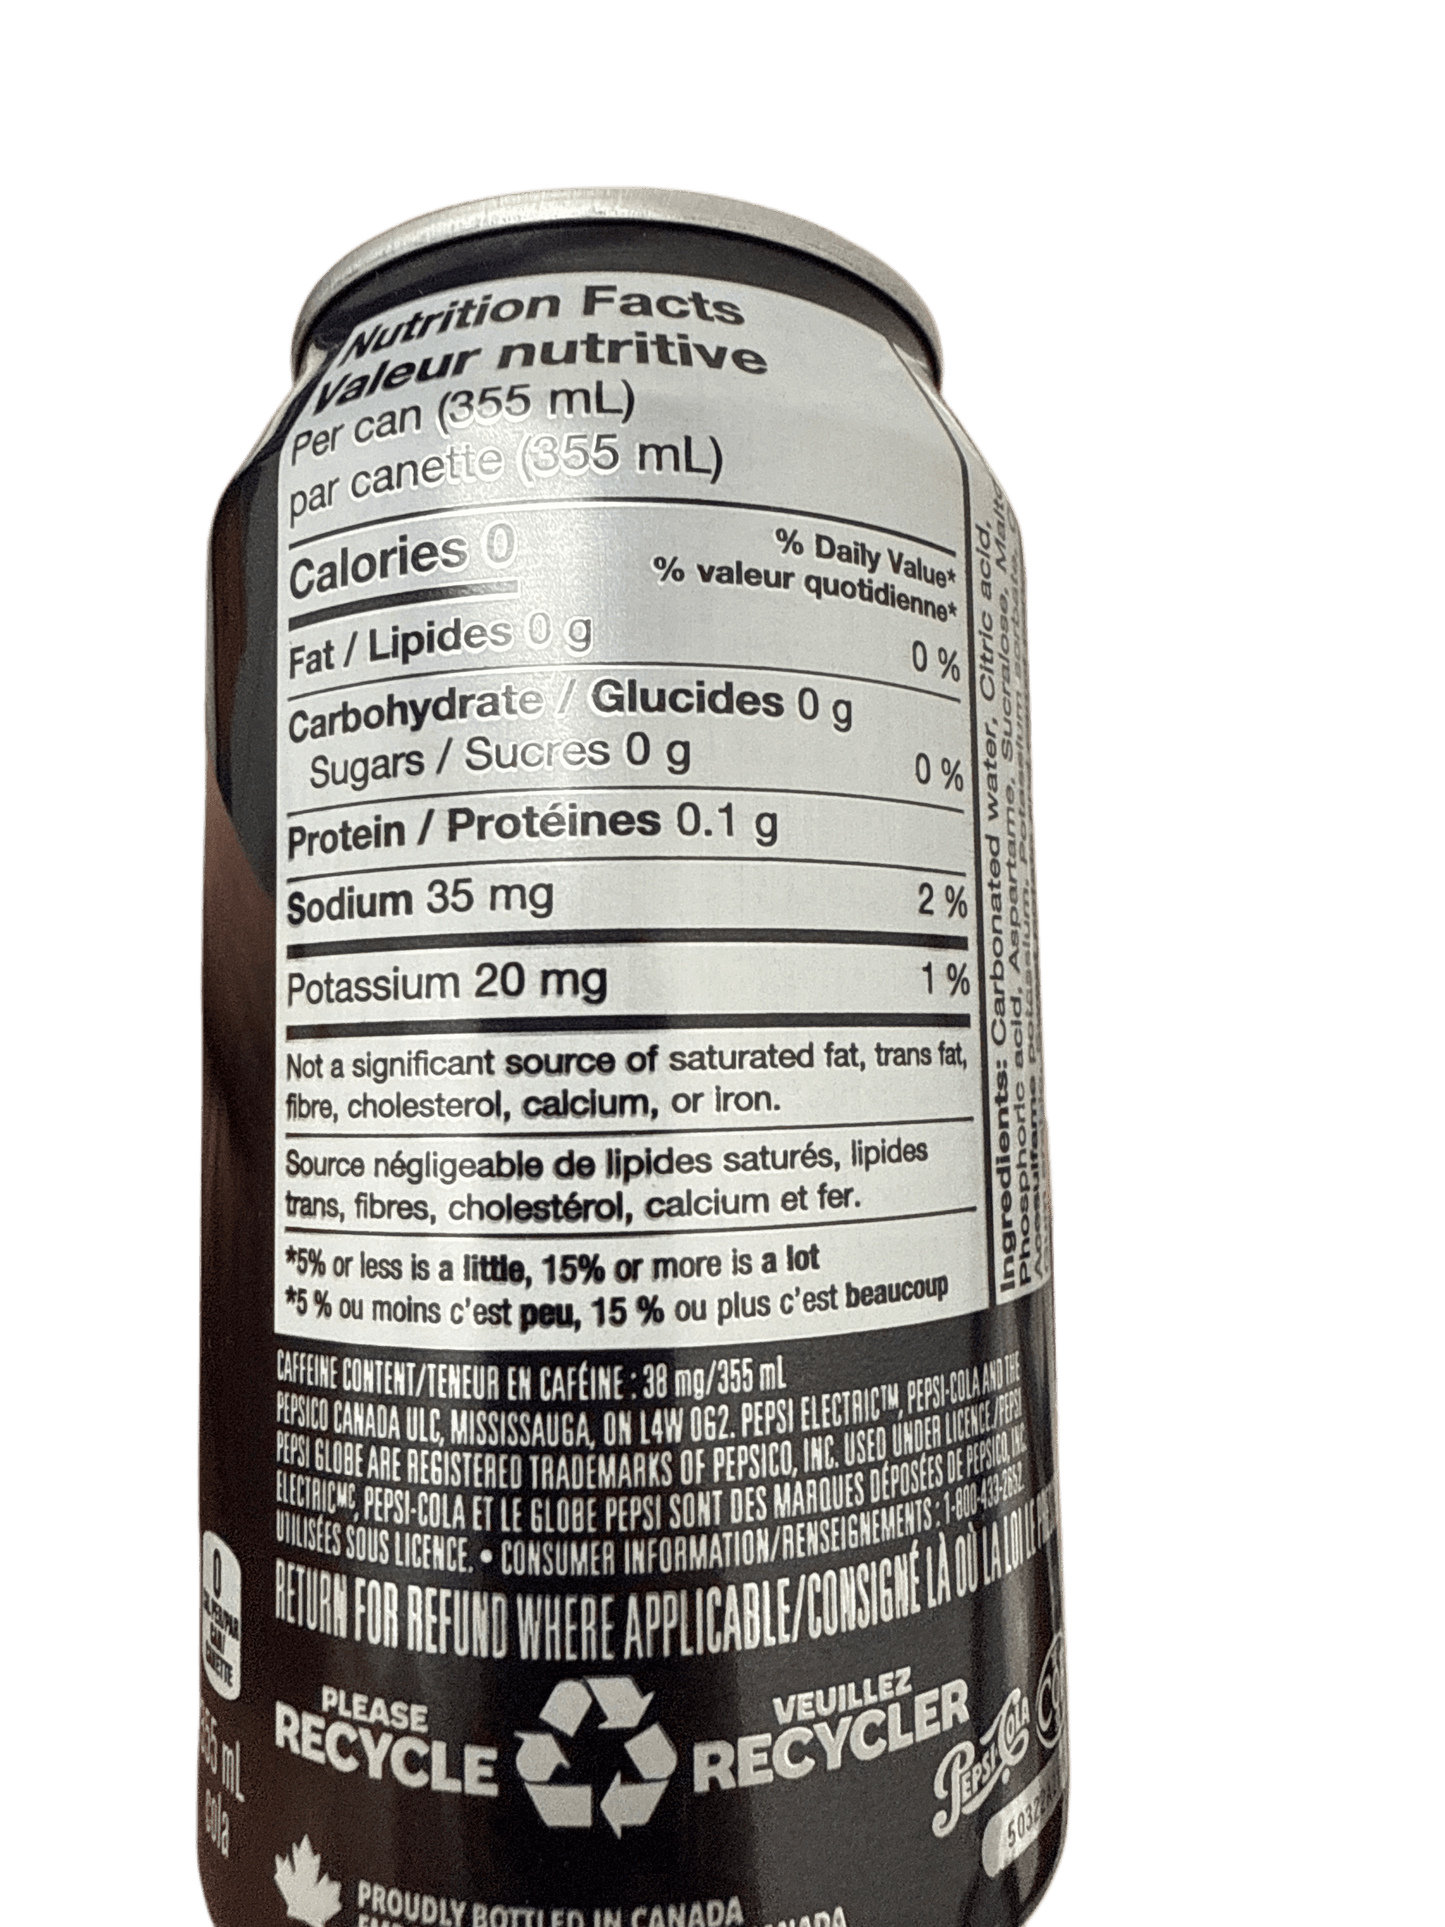 Nutrition Facts
Valeur nutritive
Per can (355 mL)
par canette (355 mL)
Calories 0
% Daily Value*
% valeur quotidienne*
Fat / Lipides 0 g 0 %
Carbohydrate / Glucides 0 g
Sugars / Sucres 0 g 0 %
Protein / Protéines 0.1 g
Sodium 35 mg 2 %
Potassium 20 mg 1 %
Not a significant source of saturated fat, trans fat,
fibre, cholesterol, calcium, or iron.
Source négligeable de lipides saturés, lipides
trans, fibres, cholestérol, calcium et fer.
*5% or less is a little, 15% or more is a lot
*5 % ou moins c'est peu, 15 % ou plus c'est beaucoup
Ingredients: Carbonated water, Citric acid,
Phosphoric acid, Aspartame, Sucralose,
Acesulfame potassium, Potassium sorbate,
CAFFEINE CONTENT/TENEUR EN CAFÉINE : 38 mg/355 mL
PEPSICO CANADA ULC, MISSISSAUGA, ON L4W 0G2. PEPSI ELECTRIC™, PEPSI-COLA AND THE
PEPSI GLOBE ARE REGISTERED TRADEMARKS OF PEPSICO, INC. USED UNDER LICENCE/PEPSI
ELECTRICMC, PEPSI-COLA ET LE GLOBE PEPSI SONT DES MARQUES DÉPOSÉES DE PEPSICO, INC.
UTILISÉES SOUS LICENCE. • CONSUMER INFORMATION/RENSEIGNEMENTS : 1-800-433-2652
RETURN FOR REFUND WHERE APPLICABLE/CONSIGNÉ LÀ OÙ LA LOI LE
0
CANETTE
PLEASE
RECYCLE
VEUILLEZ
RECYCLER
PEPSI COLA
mL
cola
PROUDLY BOTTLED IN CANADA